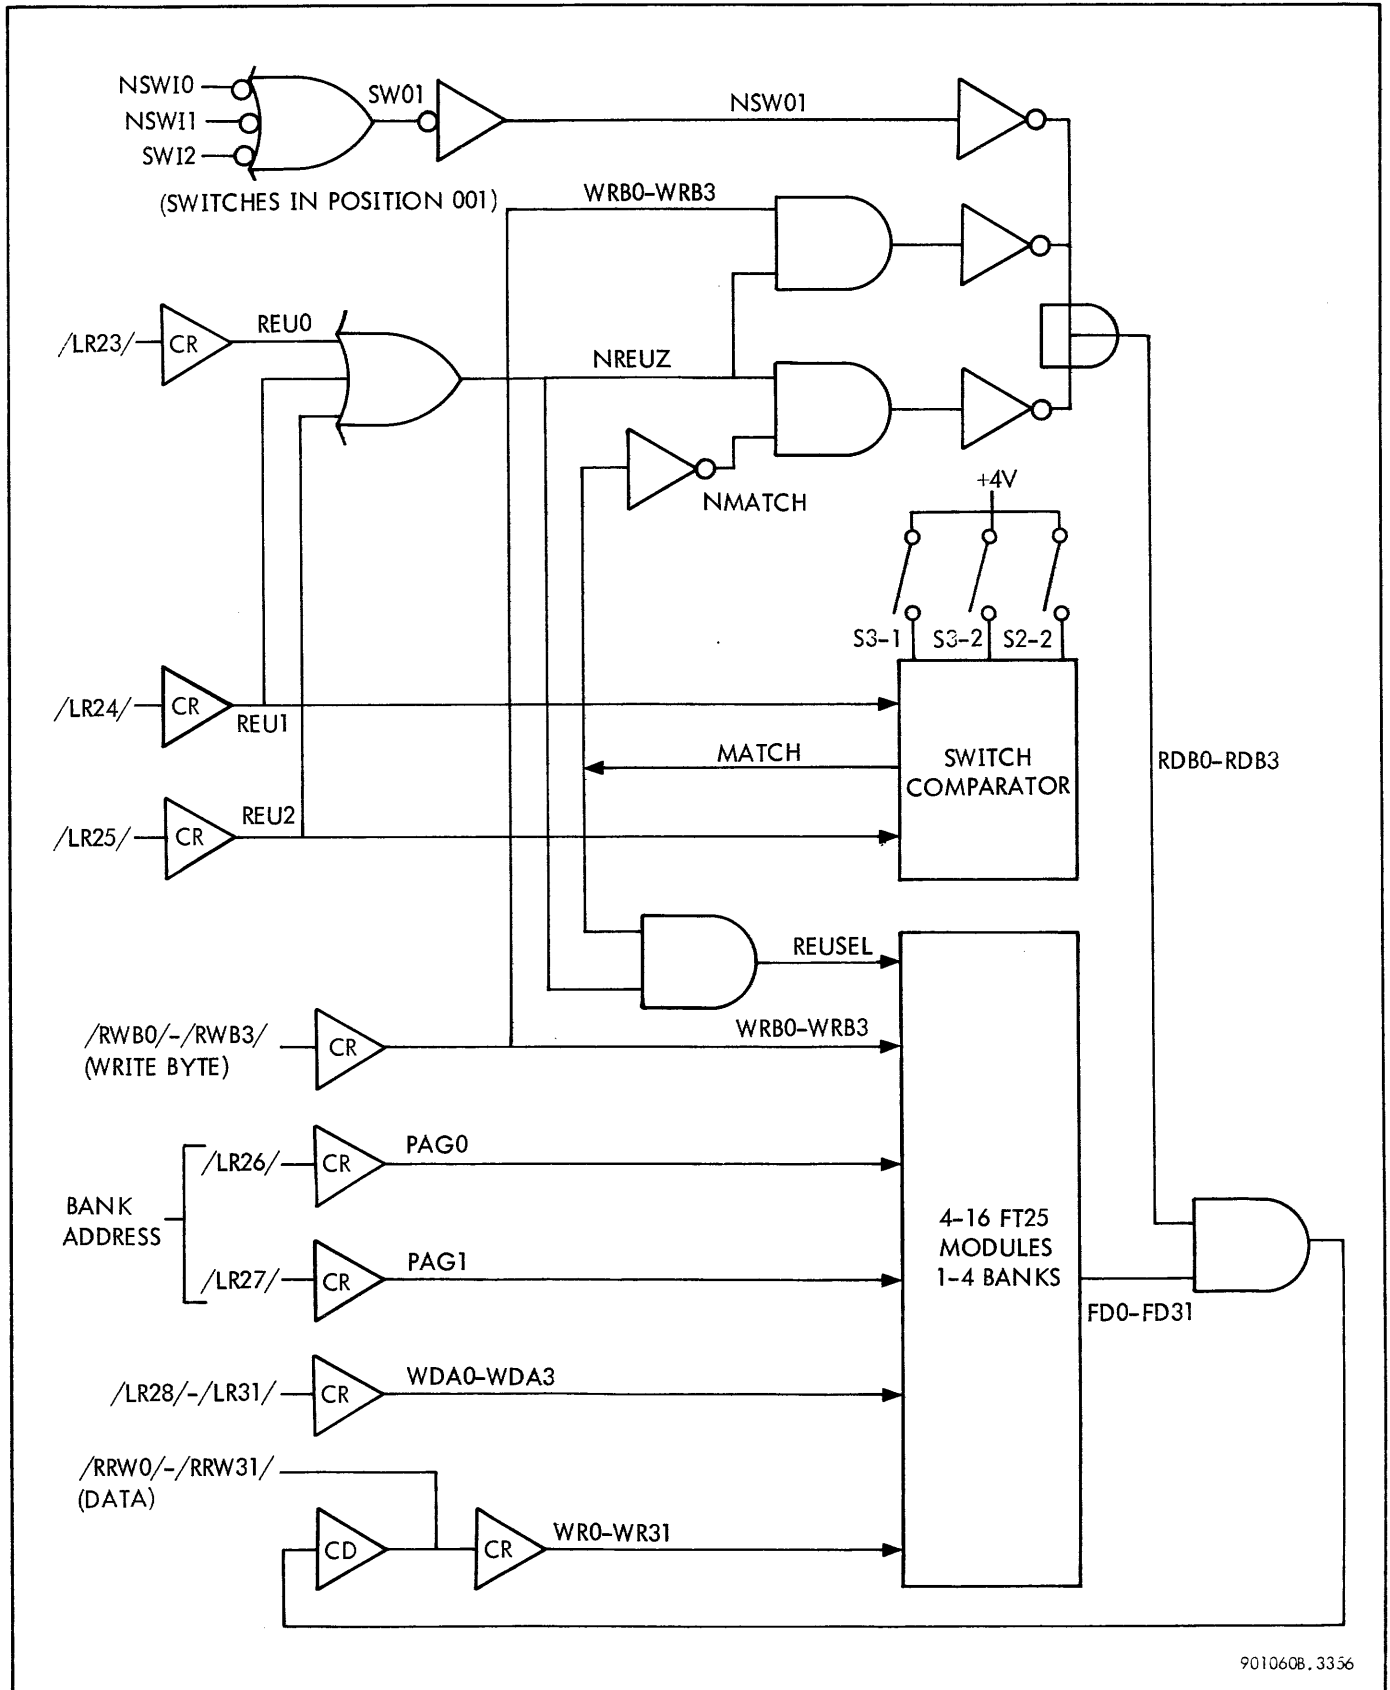 NSWI0
NSWI1
SWI2
SW01
NSW01
(SWITCHES IN POSITION 001)
WRB0-WRB3
/LR23/
CR
REU0
NREUZ
NMATCH
+4V
S3-1
S3-2
S2-2
/LR24/
CR
REU1
MATCH
SWITCH
COMPARATOR
RDB0-RDB3
/LR25/
CR
REU2
REUSEL
/RWB0/-/RWB3/
(WRITE BYTE)
CR
WRB0-WRB3
BANK
ADDRESS
/LR26/
CR
PAG0
/LR27/
CR
PAG1
4-16 FT25
MODULES
1-4 BANKS
FD0-FD31
/LR28/-/LR31/
CR
WDA0-WDA3
/RRW0/-/RRW31/
(DATA)
CD
CR
WR0-WR31
901060B.3356